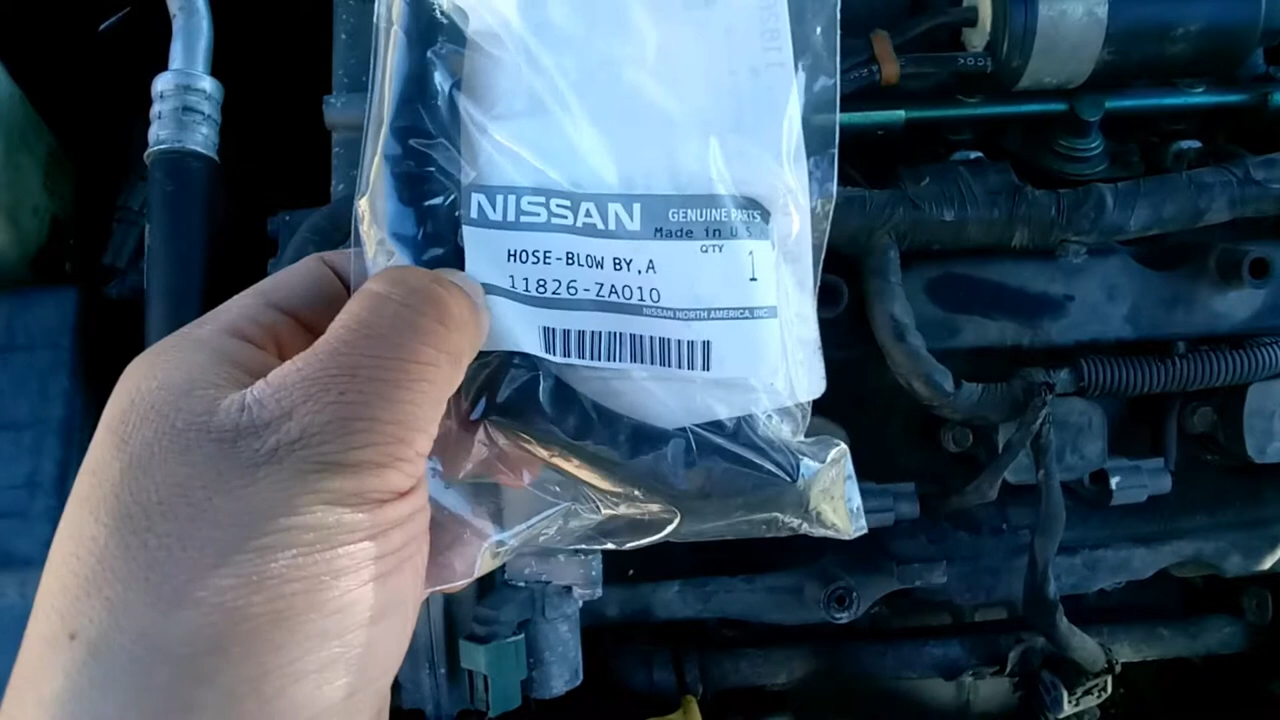 NISSAN GENUINE PARTS
Made in U S A
Q'TY
HOSE-BLOW BY,A 1
11826-ZA010
NISSAN NORTH AMERICA, INC.